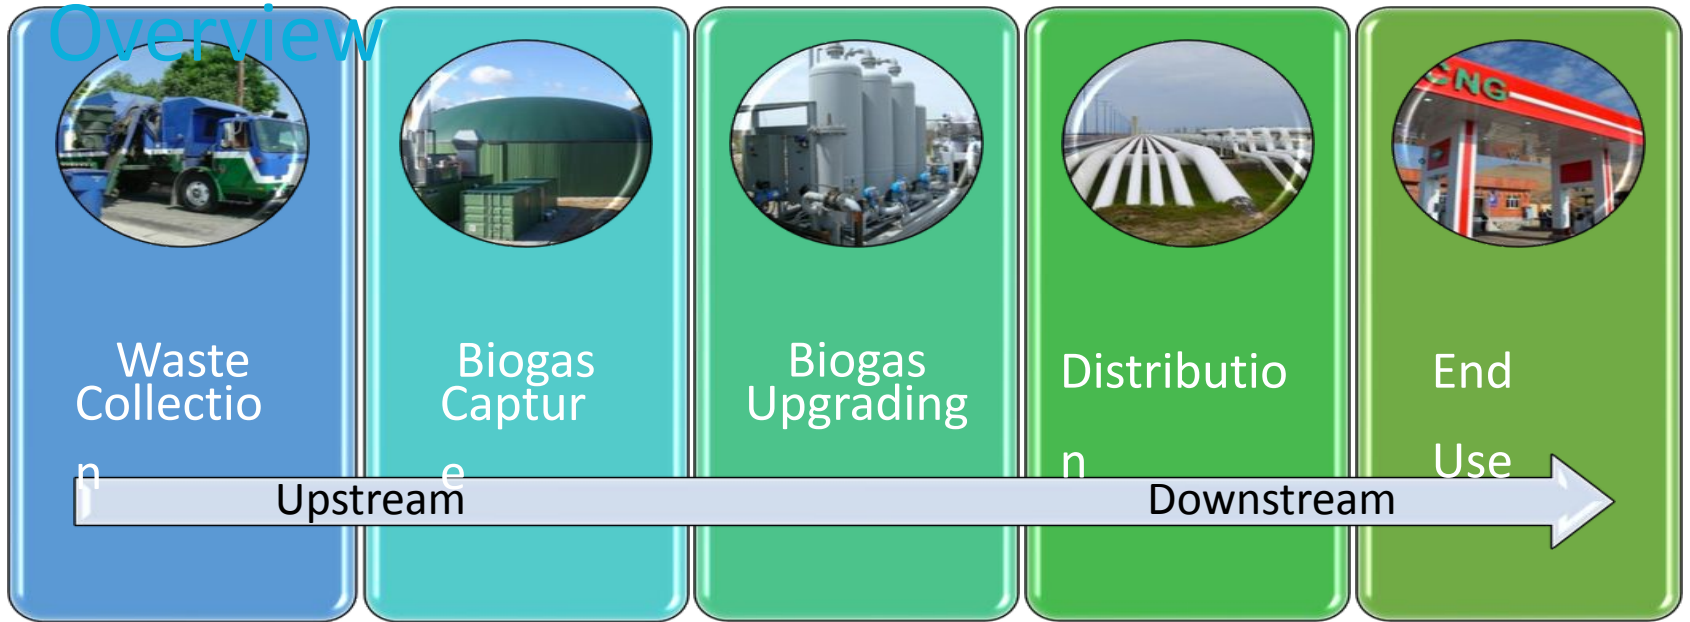 Overview
CNG
Waste
Collectio
n
Biogas
Captur
e
Biogas
Upgrading
Distributio
n
End
Use
Upstream
Downstream